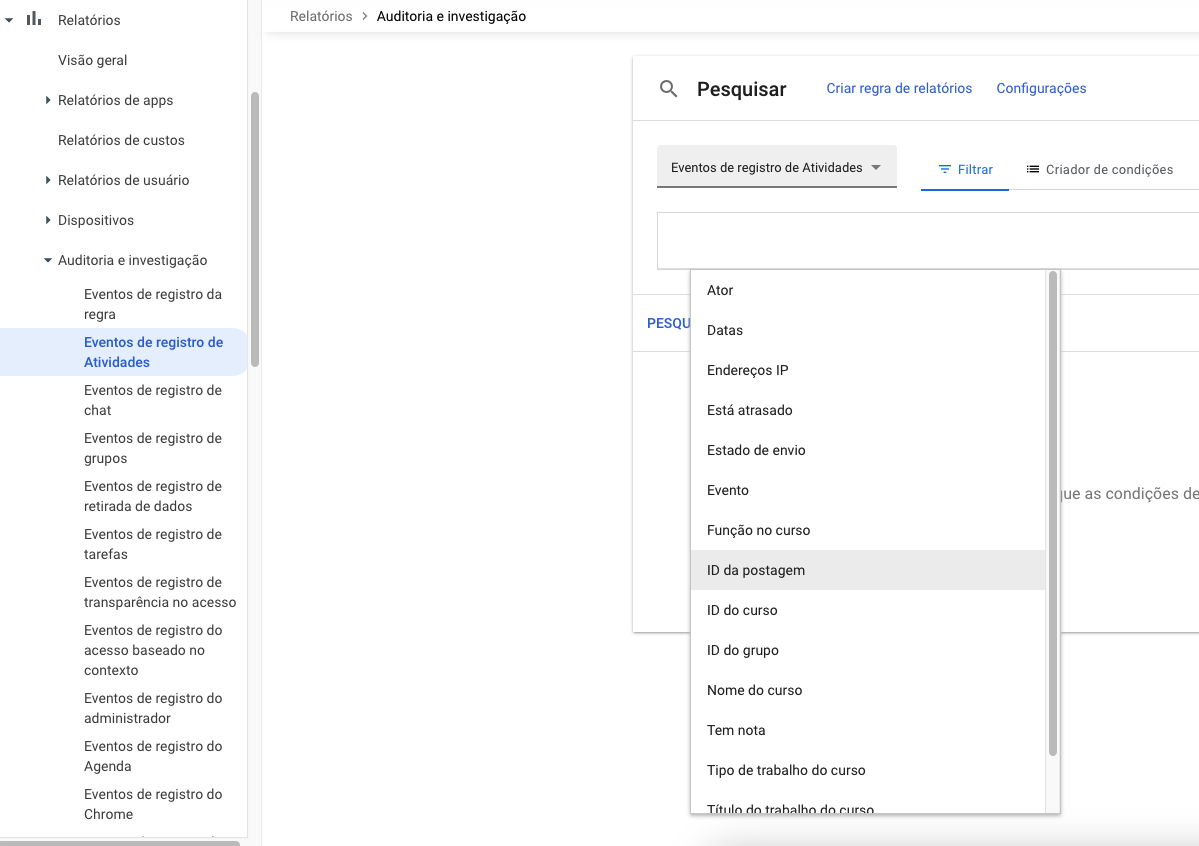 Relatórios
Visão geral
Relatórios de apps
Relatórios de custos
Relatórios de usuário
Dispositivos
Auditoria e investigação
Eventos de registro da
regra
Eventos de registro de
Atividades
Eventos de registro de
chat
Eventos de registro de
grupos
Eventos de registro de
retirada de dados
Eventos de registro de
tarefas
Eventos de registro de
transparência no acesso
Eventos de registro do
acesso baseado no
contexto
Eventos de registro do
administrador
Eventos de registro do
Agenda
Eventos de registro do
Chrome
Relatórios > Auditoria e investigação
Pesquisar Criar regra de relatórios Configurações
Eventos de registro de Atividades Filtrar Criador de condições
PESQU
Ator
Datas
Endereços IP
Está atrasado
Estado de envio
Evento
Função no curso
ID da postagem
ID do curso
ID do grupo
Nome do curso
Tem nota
Tipo de trabalho do curso
Título do trabalho do curso
que as condições de